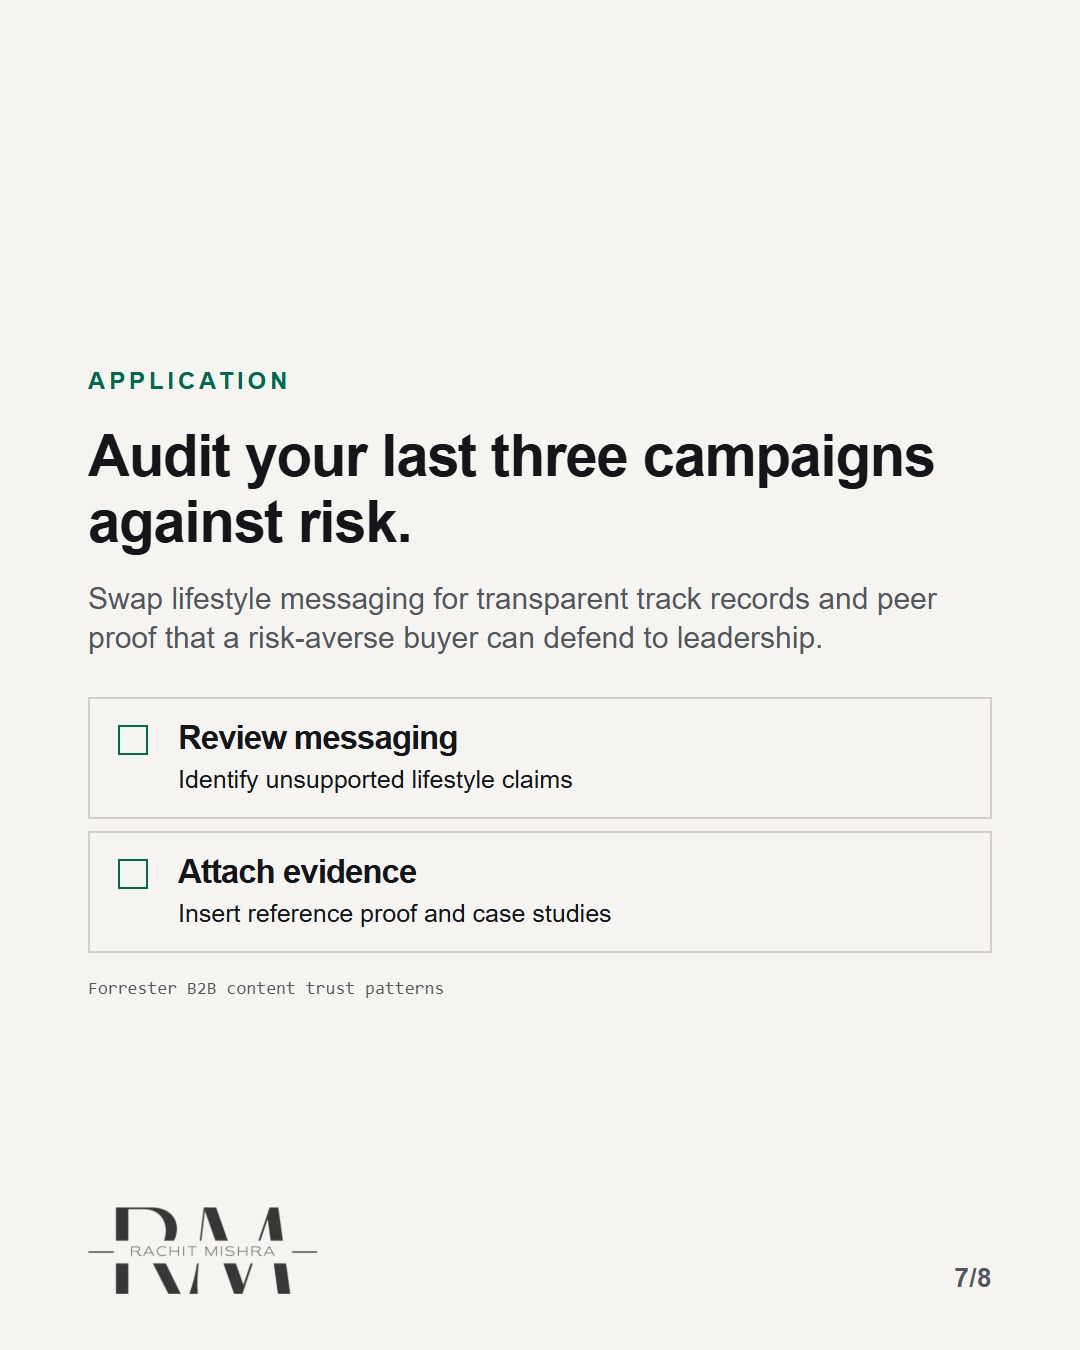 APPLICATION
Audit your last three campaigns
against risk.
Swap lifestyle messaging for transparent track records and peer
proof that a risk-averse buyer can defend to leadership.
Review messaging
Identify unsupported lifestyle claims
Attach evidence
Insert reference proof and case studies
Forrester B2B content trust patterns
RM
RACHIT MISHRA
7/8